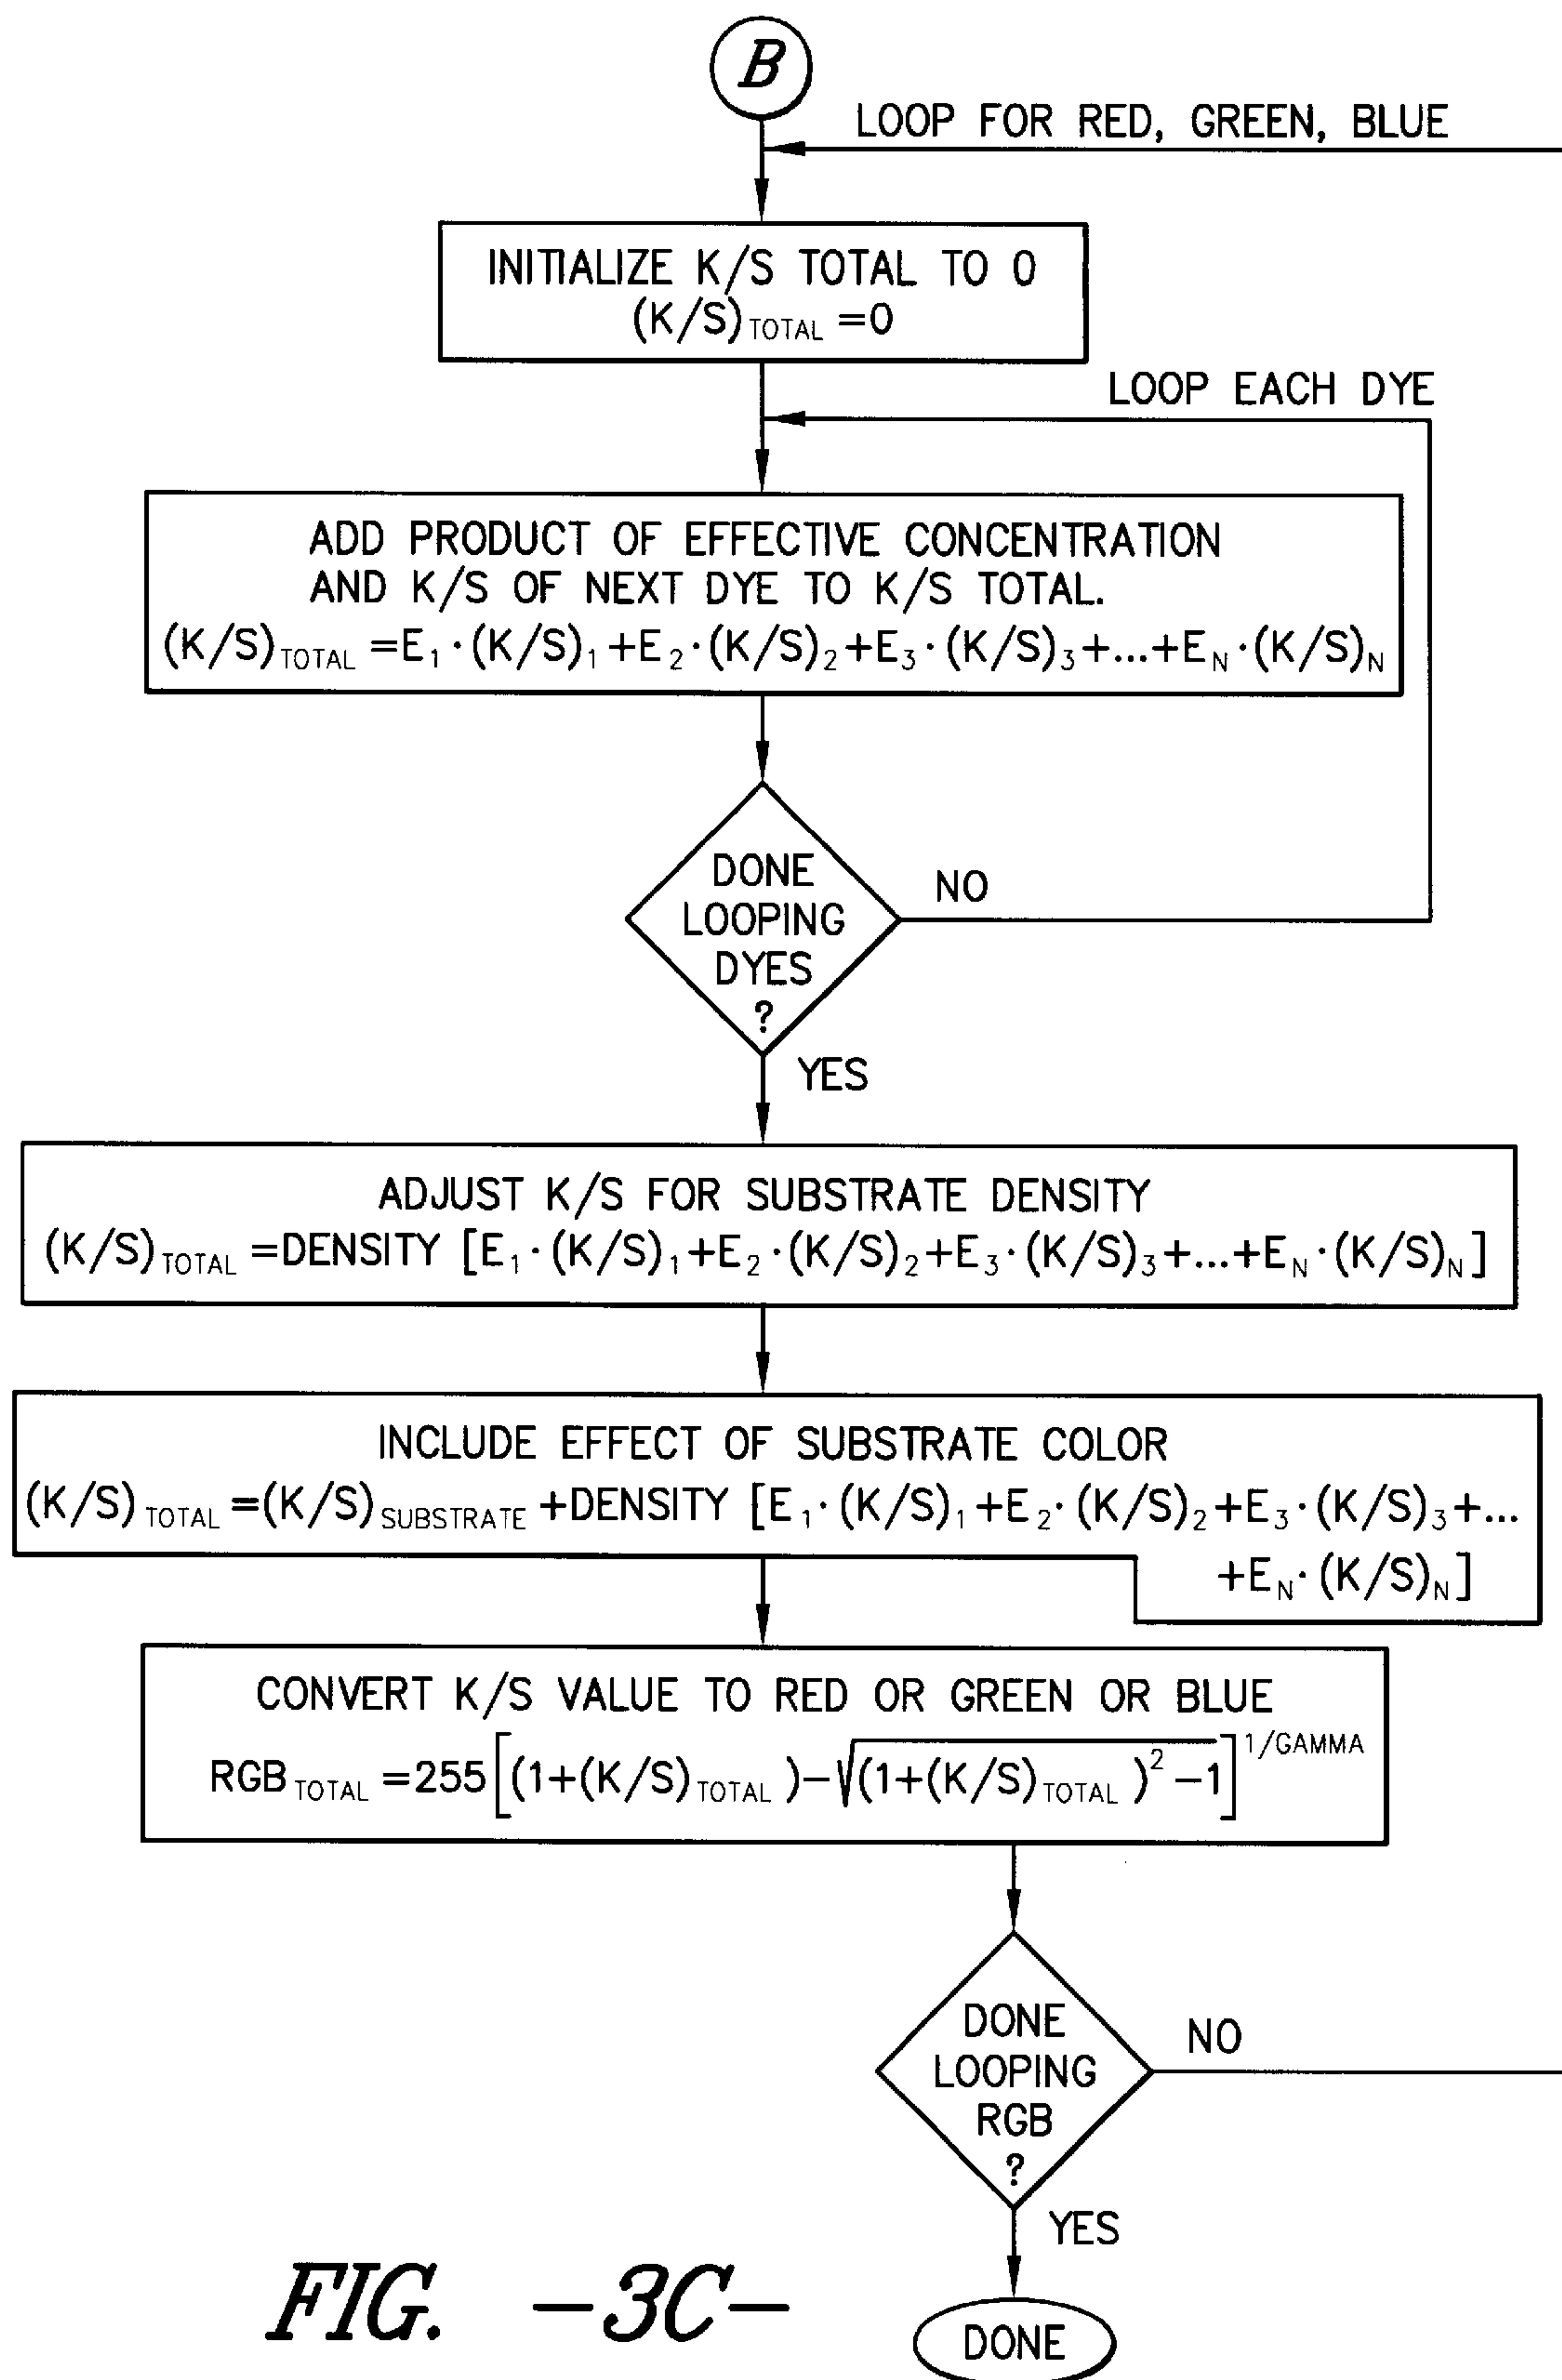 B
LOOP FOR RED, GREEN, BLUE
INITIALIZE K/S TOTAL TO 0
(K/S)TOTAL =0
LOOP EACH DYE
ADD PRODUCT OF EFFECTIVE CONCENTRATION
AND K/S OF NEXT DYE TO K/S TOTAL.
(K/S)TOTAL =E1·(K/S)1+E2·(K/S)2+E3·(K/S)3+...+EN·(K/S)N
DONE
LOOPING
DYES
?
NO
YES
ADJUST K/S FOR SUBSTRATE DENSITY
(K/S)TOTAL =DENSITY [E1·(K/S)1+E2·(K/S)2+E3·(K/S)3+...+EN·(K/S)N]
INCLUDE EFFECT OF SUBSTRATE COLOR
(K/S)TOTAL =(K/S)SUBSTRATE +DENSITY [E1·(K/S)1+E2·(K/S)2+E3·(K/S)3+...
+EN·(K/S)N]
CONVERT K/S VALUE TO RED OR GREEN OR BLUE
RGBTOTAL =255[(1+(K/S)TOTAL )-√(1+(K/S)TOTAL )²-1]1/GAMMA
DONE
LOOPING
RGB
?
NO
YES
DONE
FIG. -3C-